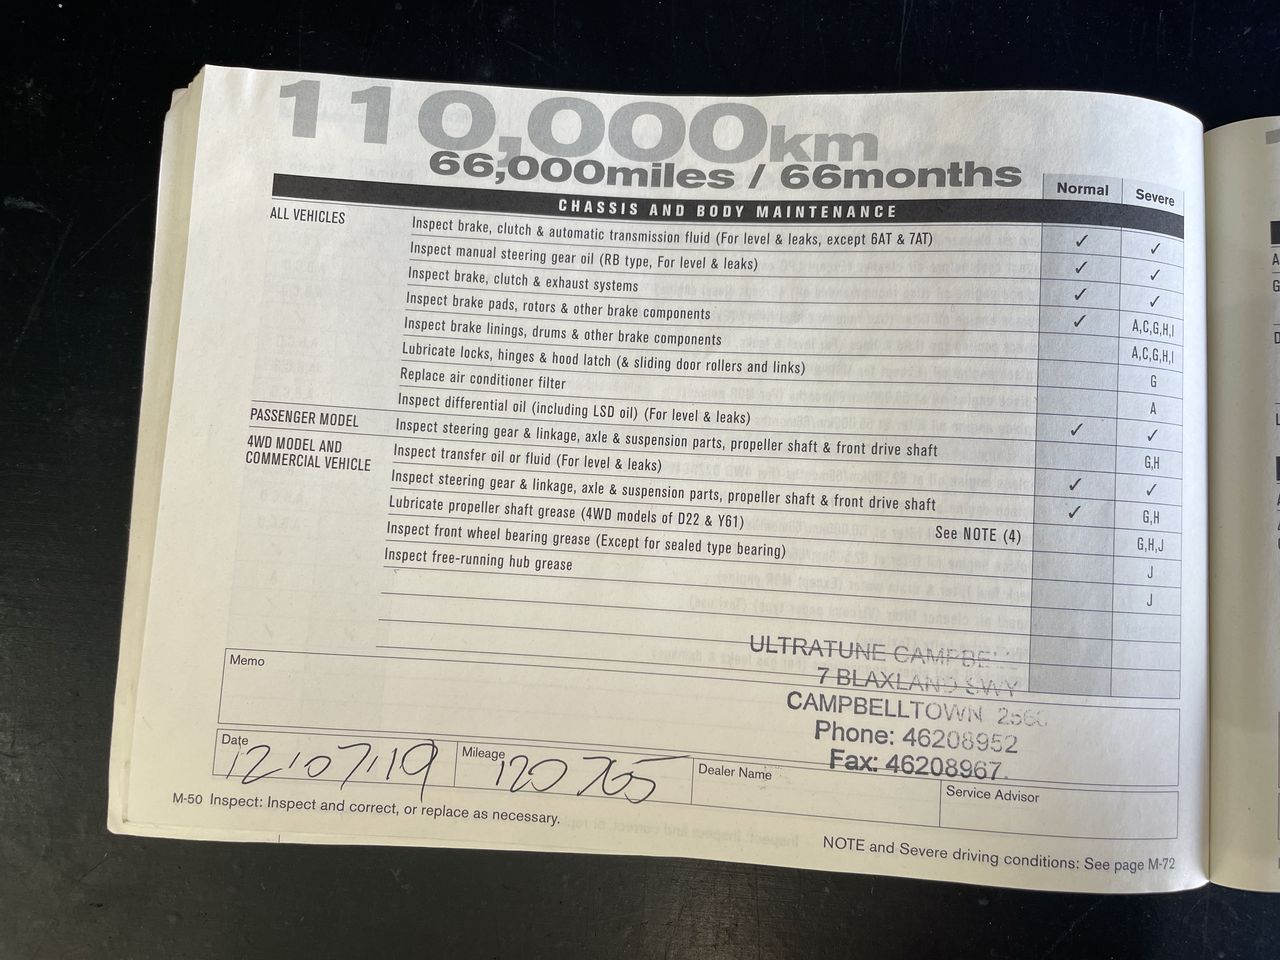 110,000km
66,000miles / 66months
Normal Severe
CHASSIS AND BODY MAINTENANCE
ALL VEHICLES
Inspect brake, clutch & automatic transmission fluid (For level & leaks, except 6AT & 7AT) ✓ ✓
Inspect manual steering gear oil (RB type, For level & leaks) ✓ ✓
Inspect brake, clutch & exhaust systems ✓ ✓
Inspect brake pads, rotors & other brake components ✓ A,C,G,H,I
Inspect brake linings, drums & other brake components A,C,G,H,I
Lubricate locks, hinges & hood latch (& sliding door rollers and links) G
Replace air conditioner filter A
Inspect differential oil (including LSD oil) (For level & leaks) ✓ ✓
PASSENGER MODEL
Inspect steering gear & linkage, axle & suspension parts, propeller shaft & front drive shaft G,H
4WD MODEL AND
COMMERCIAL VEHICLE
Inspect transfer oil or fluid (For level & leaks) ✓ ✓
Inspect steering gear & linkage, axle & suspension parts, propeller shaft & front drive shaft ✓ G,H
Lubricate propeller shaft grease (4WD models of D22 & Y61) See NOTE (4) G,H,J
Inspect front wheel bearing grease (Except for sealed type bearing) J
Inspect free-running hub grease J
ULTRATUNE
7 BLAXLAND
CAMPBELLTOWN
Phone: 46208952
Fax: 46208967.
Memo
Date 12/07/19
Mileage 120765
Dealer Name
Service Advisor
M-50 Inspect: Inspect and correct, or replace as necessary.
NOTE and Severe driving conditions: See page M-72